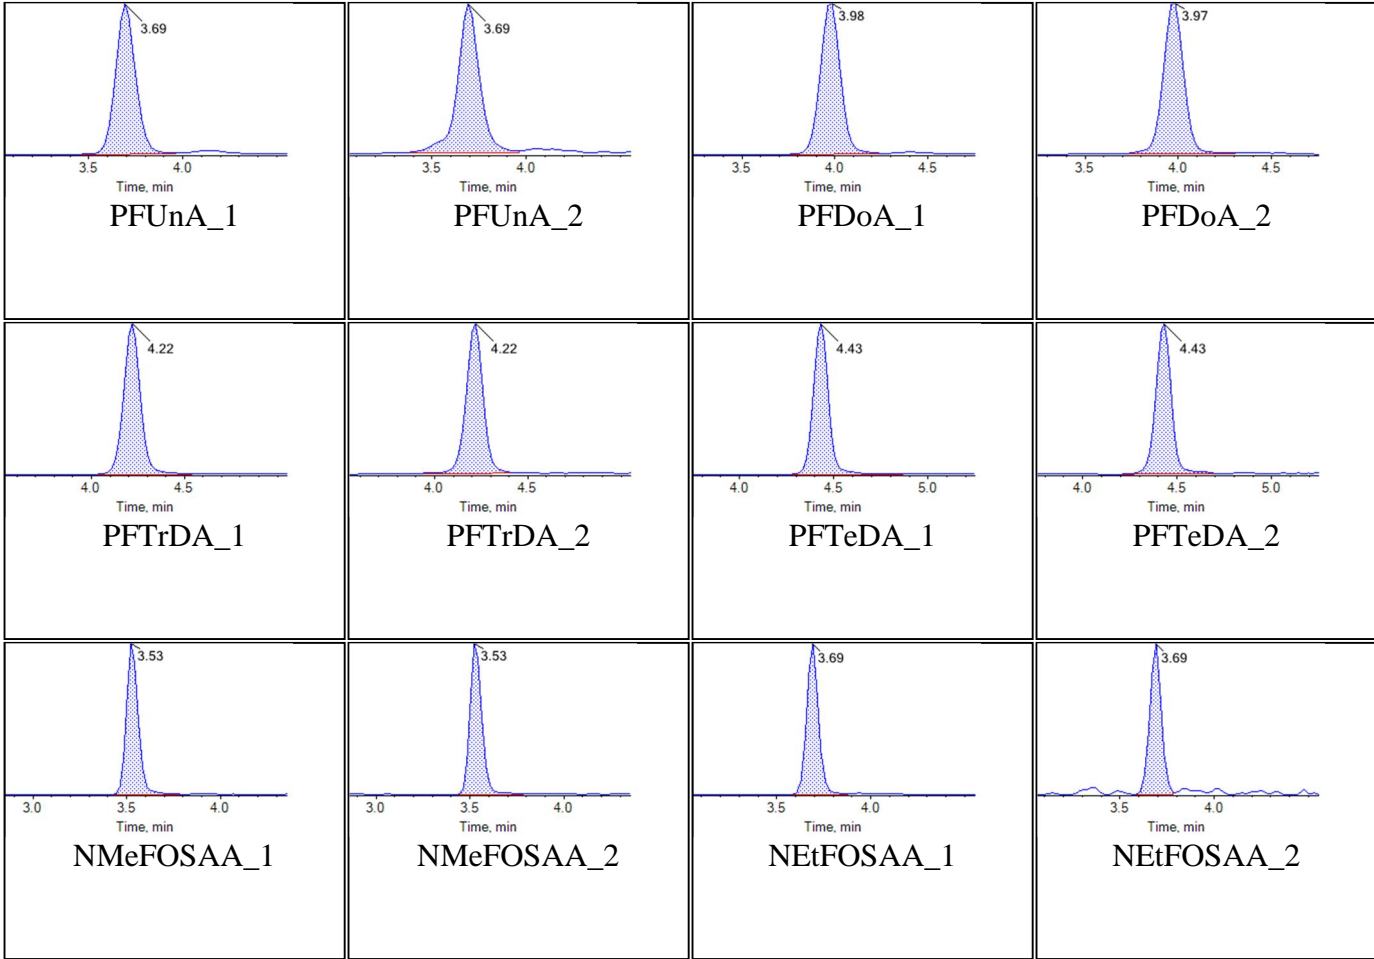 3.69
3.5 4.0
Time, min
PFUnA_1
3.69
3.5 4.0
Time, min
PFUnA_2
3.98
3.5 4.0 4.5
Time, min
PFDoA_1
3.97
3.5 4.0 4.5
Time, min
PFDoA_2
4.22
4.0 4.5
Time, min
PFTrDA_1
4.22
4.0 4.5
Time, min
PFTrDA_2
4.43
4.0 4.5 5.0
Time, min
PFTeDA_1
4.43
4.0 4.5 5.0
Time, min
PFTeDA_2
3.53
3.0 3.5 4.0
Time, min
NMeFOSAA_1
3.53
3.0 3.5 4.0
Time, min
NMeFOSAA_2
3.69
3.5 4.0
Time, min
NEtFOSAA_1
3.69
3.5 4.0
Time, min
NEtFOSAA_2